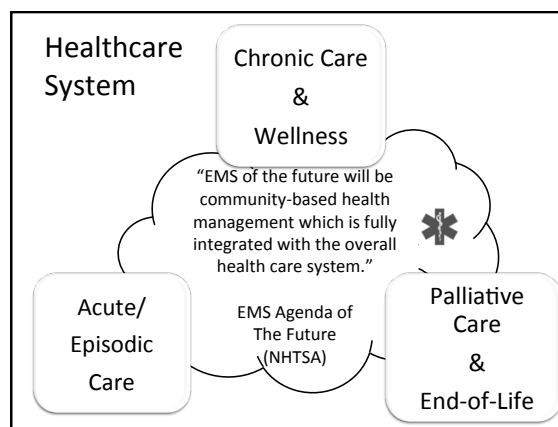 Healthcare
System
Chronic Care
&
Wellness
“EMS of the future will be
community-based health
management which is fully
integrated with the overall
health care system.”
EMS Agenda of
The Future
(NHTSA)
Acute/
Episodic
Care
Palliative
Care
&
End-of-Life